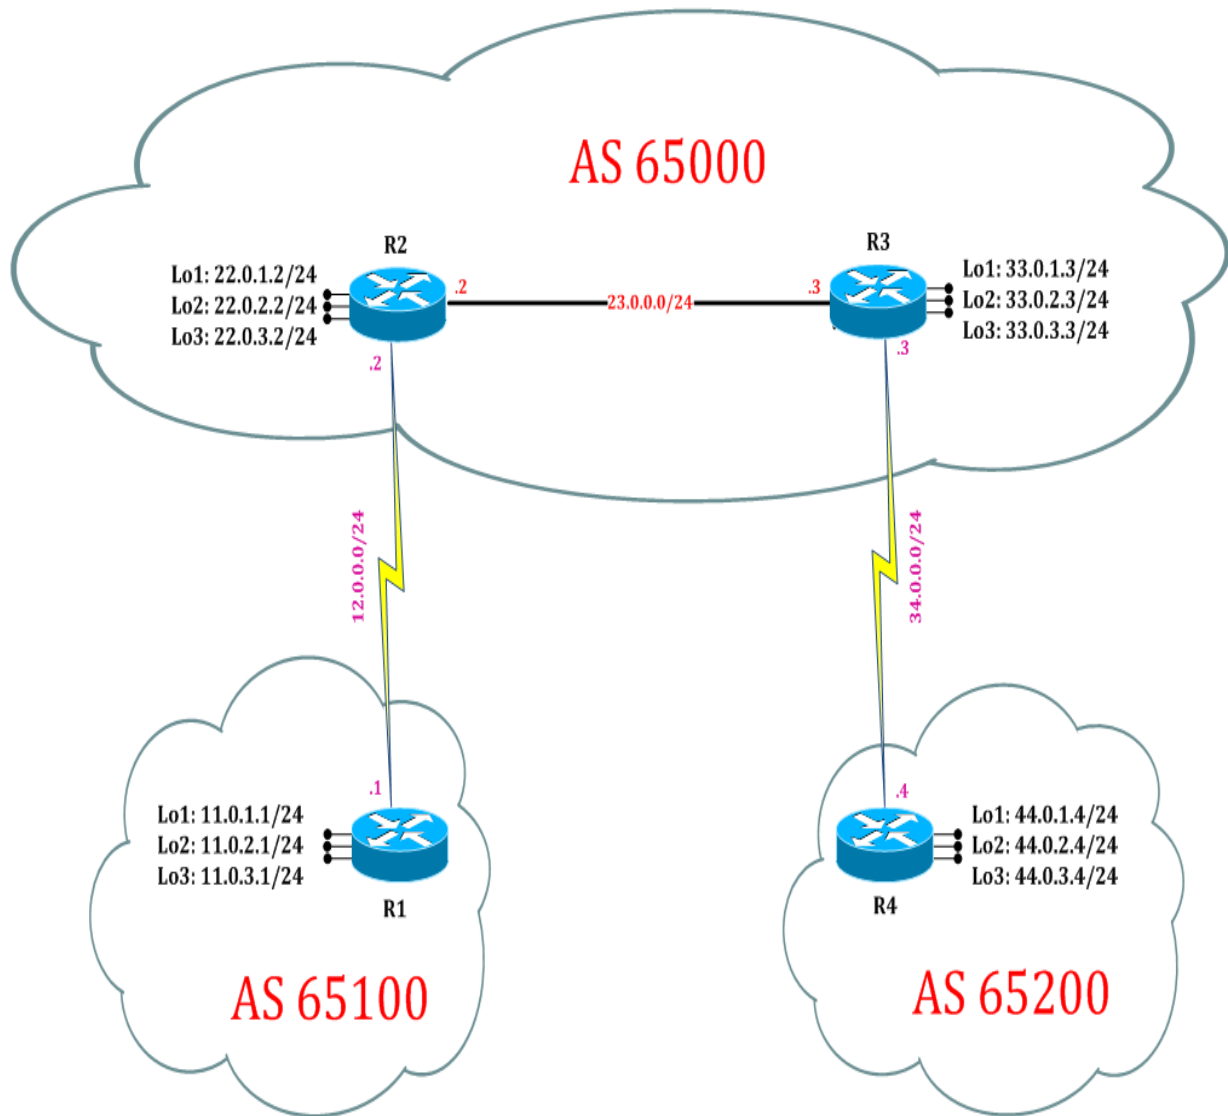 AS 65000
R2
R3
Lo1: 22.0.1.2/24
Lo2: 22.0.2.2/24
Lo3: 22.0.3.2/24
.2
23.0.0.0/24
.3
Lo1: 33.0.1.3/24
Lo2: 33.0.2.3/24
Lo3: 33.0.3.3/24
.2
.3
12.0.0.0/24
34.0.0.0/24
.1
.4
Lo1: 11.0.1.1/24
Lo2: 11.0.2.1/24
Lo3: 11.0.3.1/24
Lo1: 44.0.1.4/24
Lo2: 44.0.2.4/24
Lo3: 44.0.3.4/24
R1
R4
AS 65100
AS 65200